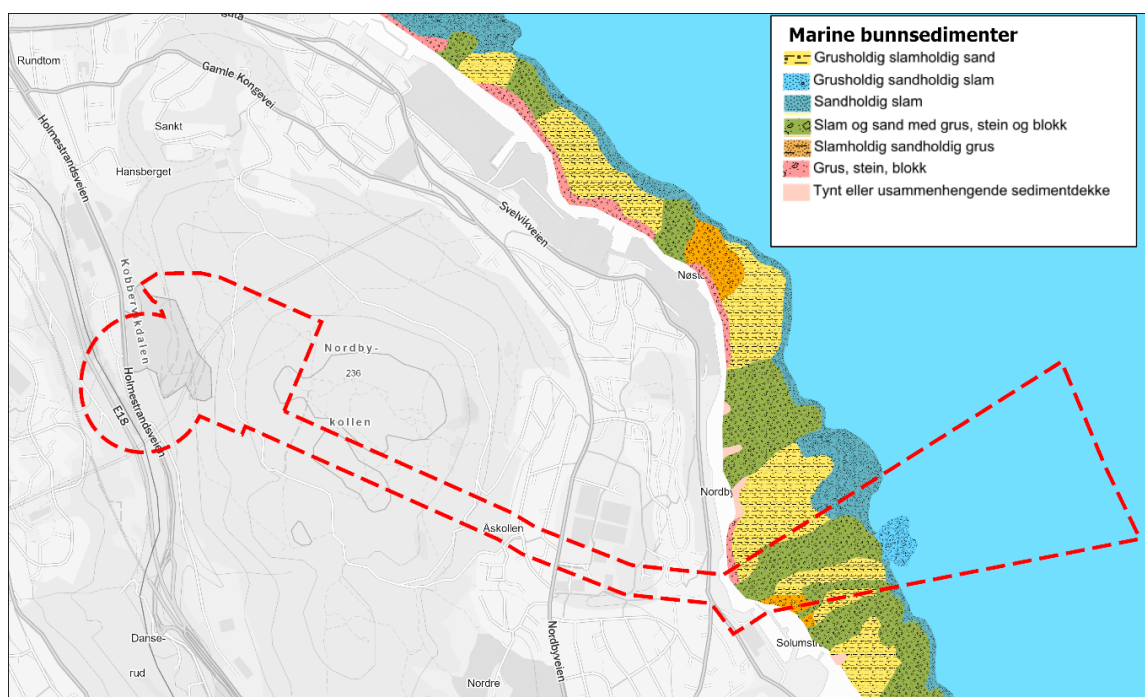 Marine bunnsedimenter
Grusholdig slamholdig sand
Grusholdig sandholdig slam
Sandholdig slam
Slam og sand med grus, stein og blokk
Slamholdig sandholdig grus
Grus, stein, blokk
Tynt eller usammenhengende sedimentdekke
Rundtom
Gamle Kongevei
Holmestrandsveien
Sankt
Hansberget
Svelvikveien
Kobbervikdalen
Nordby-
236
kollen
E18
Holmestrandsveien
Åskollen
Nordbyveien
Solumstr
Danse-
rud
Nordre